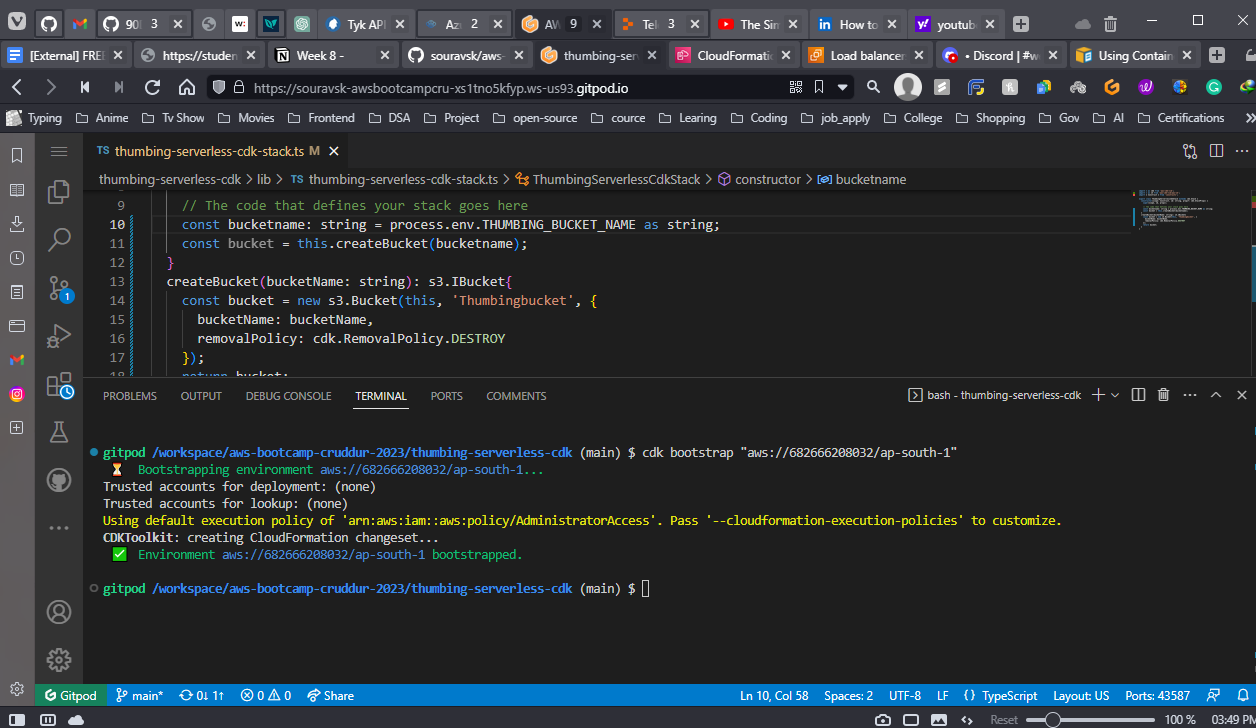 908 3
w:
Tyk API
Az 2
AW 9
Tel 3
The Sim
in How to
y! youtub
[External] FREE
https://studen
Week 8 -
souravsk/aws-
thumbing-serv
CloudFormatic
Load balancer
• Discord | #w
Using Contain
https://souravsk-awsbootcampcru-xs1tno5kfyp.ws-us93.gitpod.io
Typing
Anime
Tv Show
Movies
Frontend
DSA
Project
open-source
cource
Learing
Coding
job_apply
College
Shopping
Gov
AI
Certifications
TS thumbing-serverless-cdk-stack.ts M
thumbing-serverless-cdk > lib > TS thumbing-serverless-cdk-stack.ts > ThumbingServerlessCdkStack > constructor > bucketname
9 // The code that defines your stack goes here
10 const bucketname: string = process.env.THUMBING_BUCKET_NAME as string;
11 const bucket = this.createBucket(bucketname);
12 }
13 createBucket(bucketName: string): s3.IBucket{
14 const bucket = new s3.Bucket(this, 'Thumbingbucket', {
15 bucketName: bucketName,
16 removalPolicy: cdk.RemovalPolicy.DESTROY
17 });
18 return bucket;
1
PROBLEMS OUTPUT DEBUG CONSOLE TERMINAL PORTS COMMENTS
bash - thumbing-serverless-cdk
gitpod /workspace/aws-bootcamp-cruddur-2023/thumbing-serverless-cdk (main) $ cdk bootstrap "aws://682666208032/ap-south-1"
Bootstrapping environment aws://682666208032/ap-south-1...
Trusted accounts for deployment: (none)
Trusted accounts for lookup: (none)
Using default execution policy of 'arn:aws:iam::aws:policy/AdministratorAccess'. Pass '--cloudformation-execution-policies' to customize.
CDKToolkit: creating CloudFormation changeset...
Environment aws://682666208032/ap-south-1 bootstrapped.
gitpod /workspace/aws-bootcamp-cruddur-2023/thumbing-serverless-cdk (main) $
Gitpod main* 0↓ 1↑ 0 0 Share
Ln 10, Col 58 Spaces: 2 UTF-8 LF {} TypeScript Layout: US Ports: 43587
Reset 100 % 03:49 PM